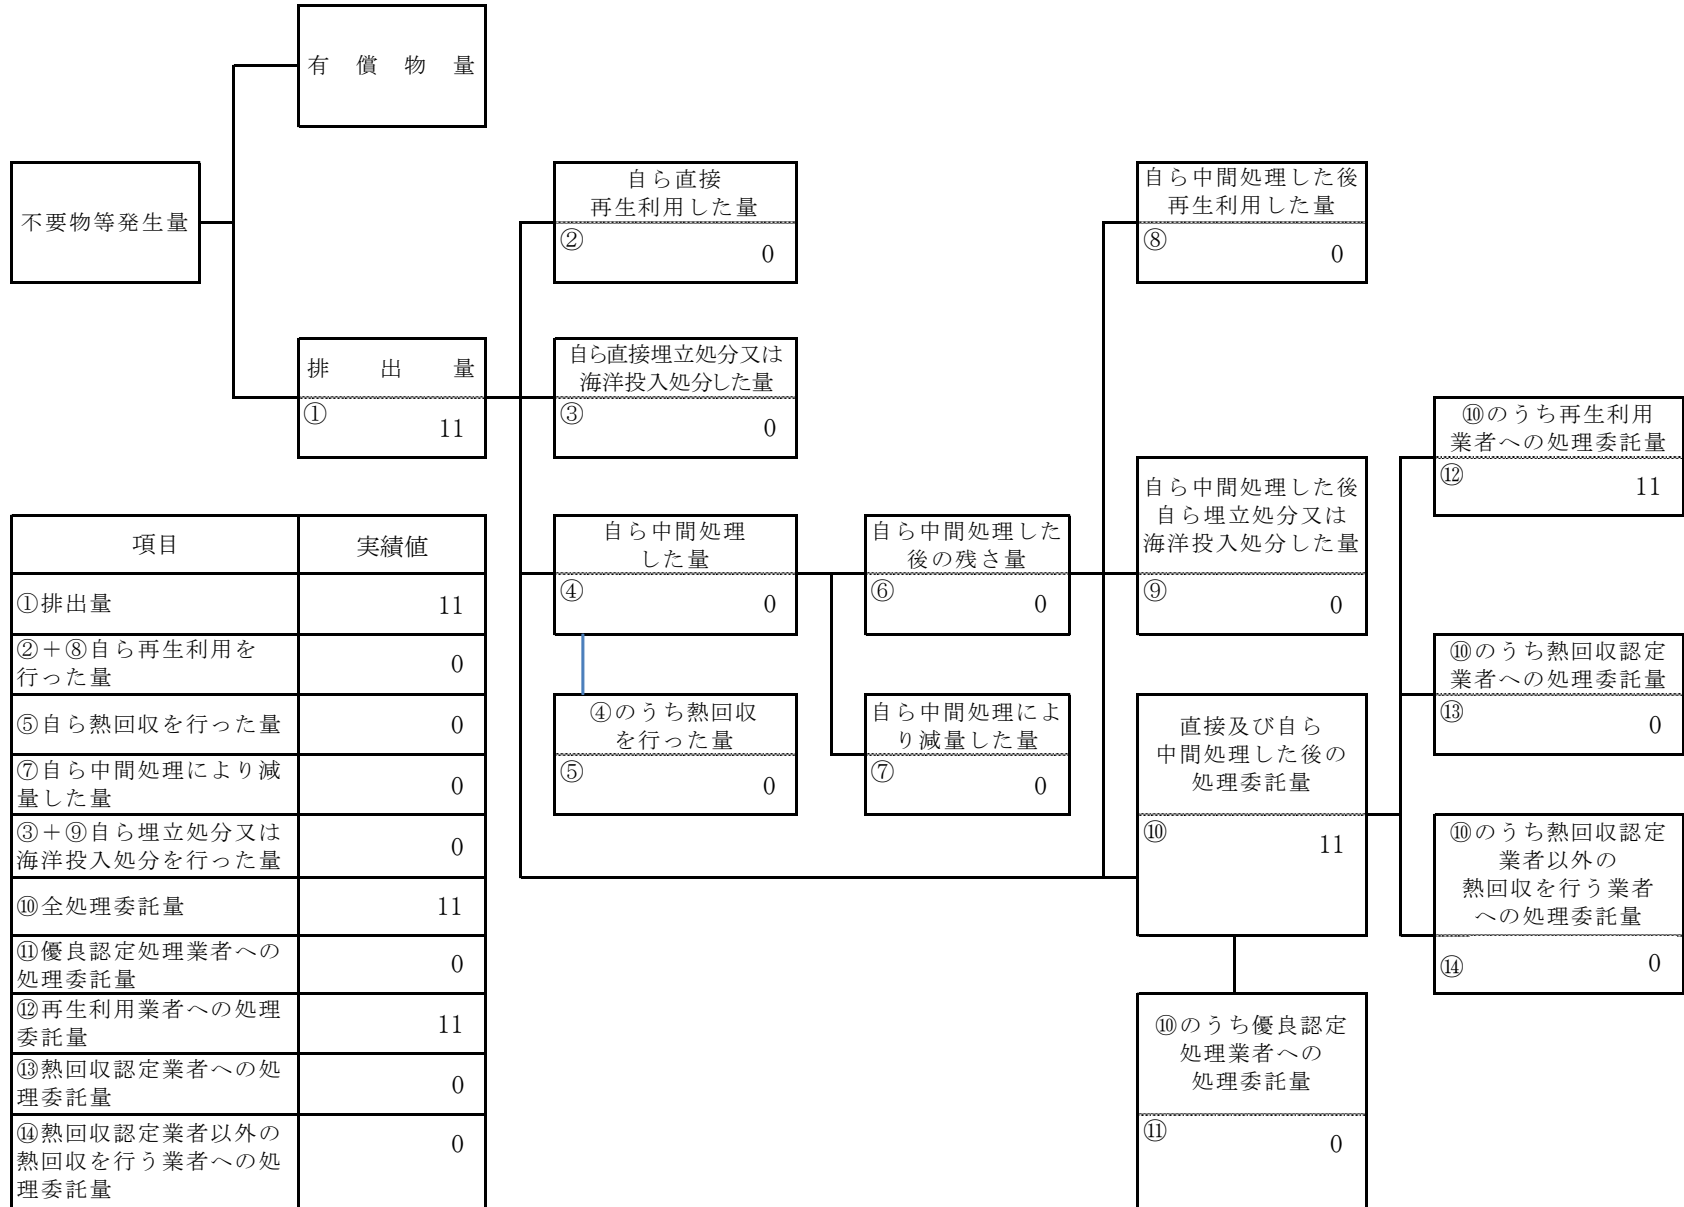 有償物量
不要物等発生量
排出量
①
11
自ら直接
再生利用した量
②
0
自ら直接埋立処分又は
海洋投入処分した量
③
0
自ら中間処理
した量
④
0
④のうち熱回収
を行った量
⑤
0
自ら中間処理した
後の残さ量
⑥
0
自ら中間処理によ
り減量した量
⑦
0
自ら中間処理した後
再生利用した量
⑧
0
自ら中間処理した後
自ら埋立処分又は
海洋投入処分した量
⑨
0
直接及び自ら
中間処理した後の
処理委託量
⑩
11
⑩のうち優良認定
処理業者への
処理委託量
⑪
0
⑩のうち再生利用
業者への処理委託量
⑫
11
⑩のうち熱回収認定
業者への処理委託量
⑬
0
⑩のうち熱回収認定
業者以外の
熱回収を行う業者
への処理委託量
⑭
0
項目 実績値
①排出量 11
②＋⑧自ら再生利用を
行った量 0
⑤自ら熱回収を行った量 0
⑦自ら中間処理により減
量した量 0
③＋⑨自ら埋立処分又は
海洋投入処分を行った量 0
⑩全処理委託量 11
⑪優良認定処理業者への
処理委託量 0
⑫再生利用業者への処理
委託量 11
⑬熱回収認定業者への処
理委託量 0
⑭熱回収認定業者以外の
熱回収を行う業者への処
理委託量 0